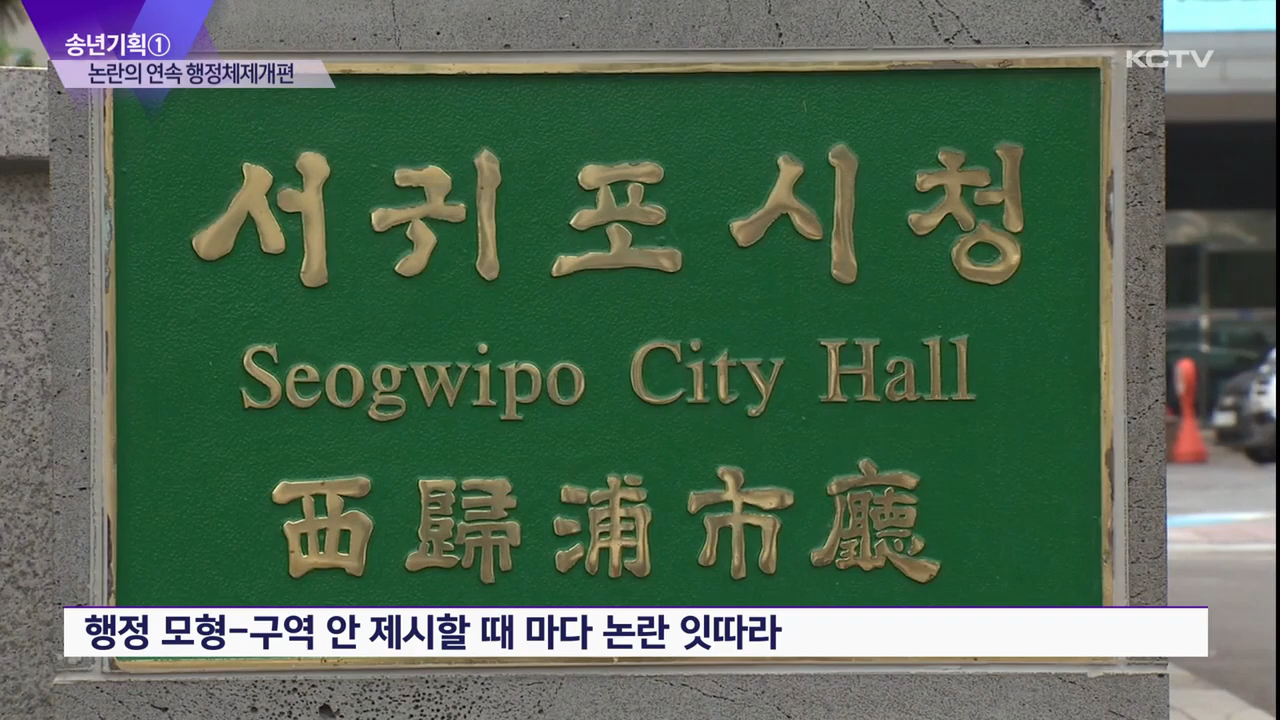 송년기획①
논란의 연속 행정체제개편
KCTV
서귀포시청
Seogwipo City Hall
西歸浦市廳
행정 모형-구역 안 제시할 때 마다 논란 잇따라